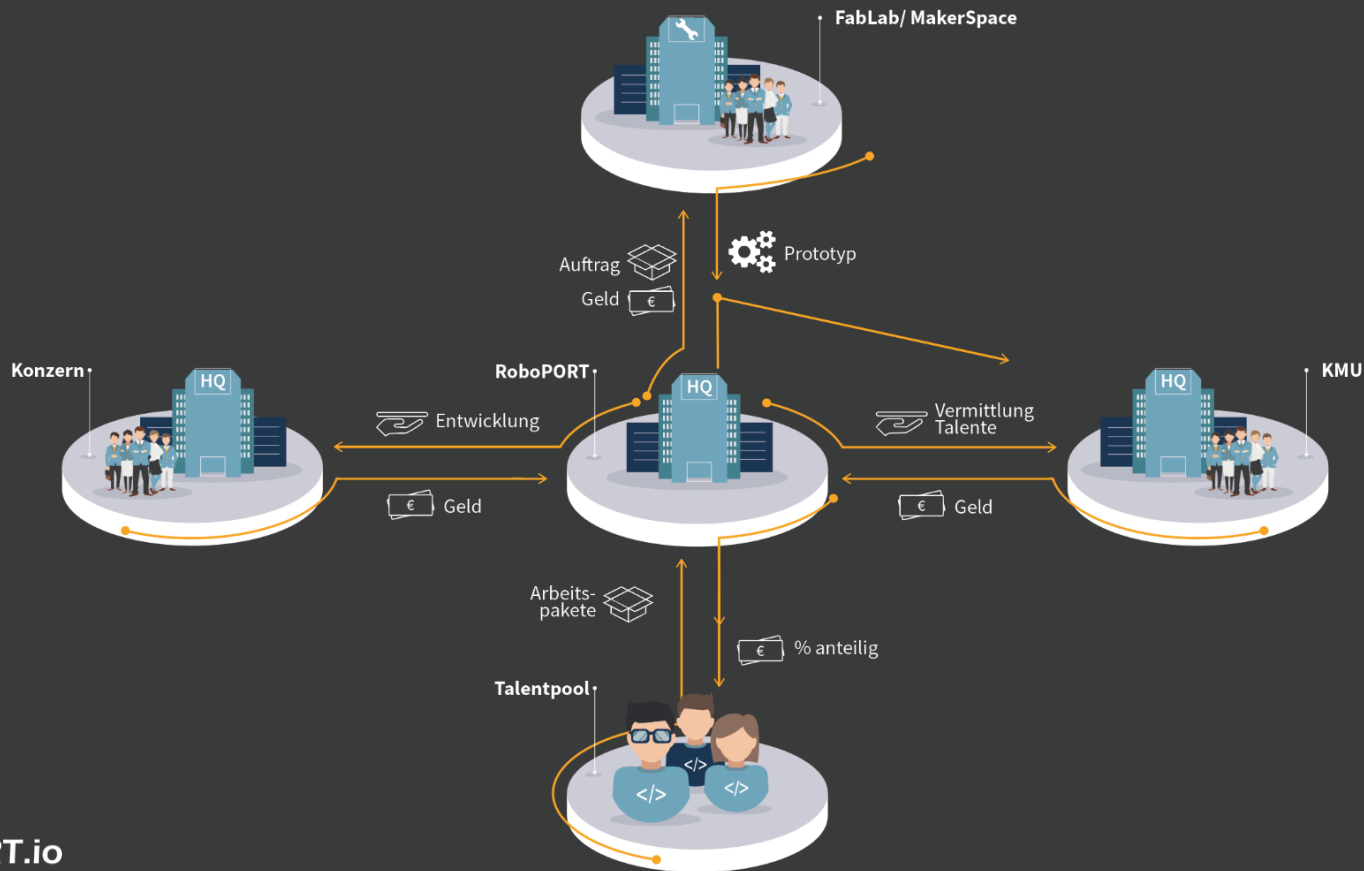 FabLab/ MakerSpace
Auftrag
Geld
€
Prototyp
Konzern
HQ
RoboPORT
HQ
KMU
HQ
Entwicklung
Vermittlung
Talente
€
Geld
€
Geld
Arbeits-
pakete
€
% anteilig
Talentpool
</>
</>
</>
T.io